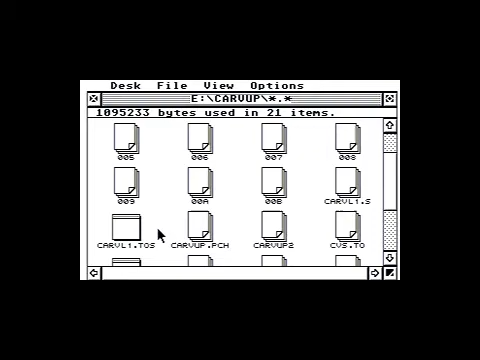 Desk File View Options
E:\CARVUP\*.*
1095233 bytes used in 21 items.
005 006 007 008
009 00A 00B CARVL1.S
CARVL1.TOS CARVUP.PCH CARVUP2 CVS.TO